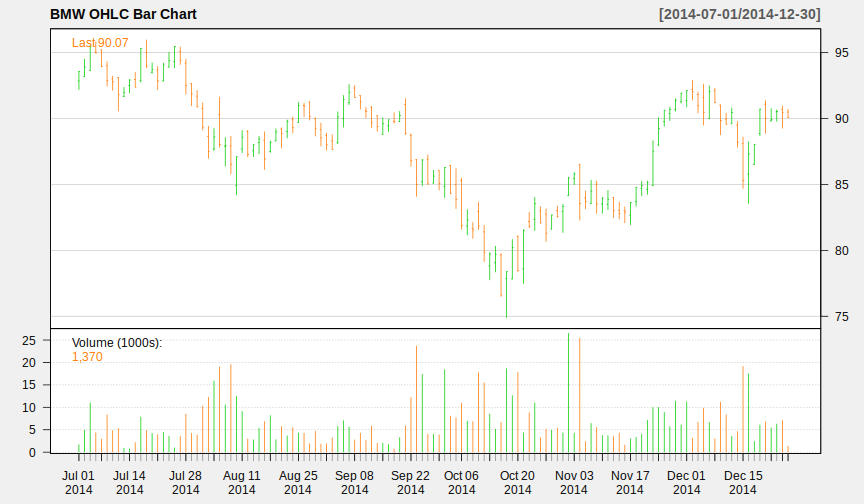 BMW OHLC Bar Chart
[2014-07-01/2014-12-30]
Last 90.07
95
90
85
80
75
Volume (1000s):
1,370
25
20
15
10
5
0
Jul 01 Jul 14 Jul 28 Aug 11 Aug 25 Sep 08 Sep 22 Oct 06 Oct 20 Nov 03 Nov 17 Dec 01 Dec 15
2014 2014 2014 2014 2014 2014 2014 2014 2014 2014 2014 2014 2014